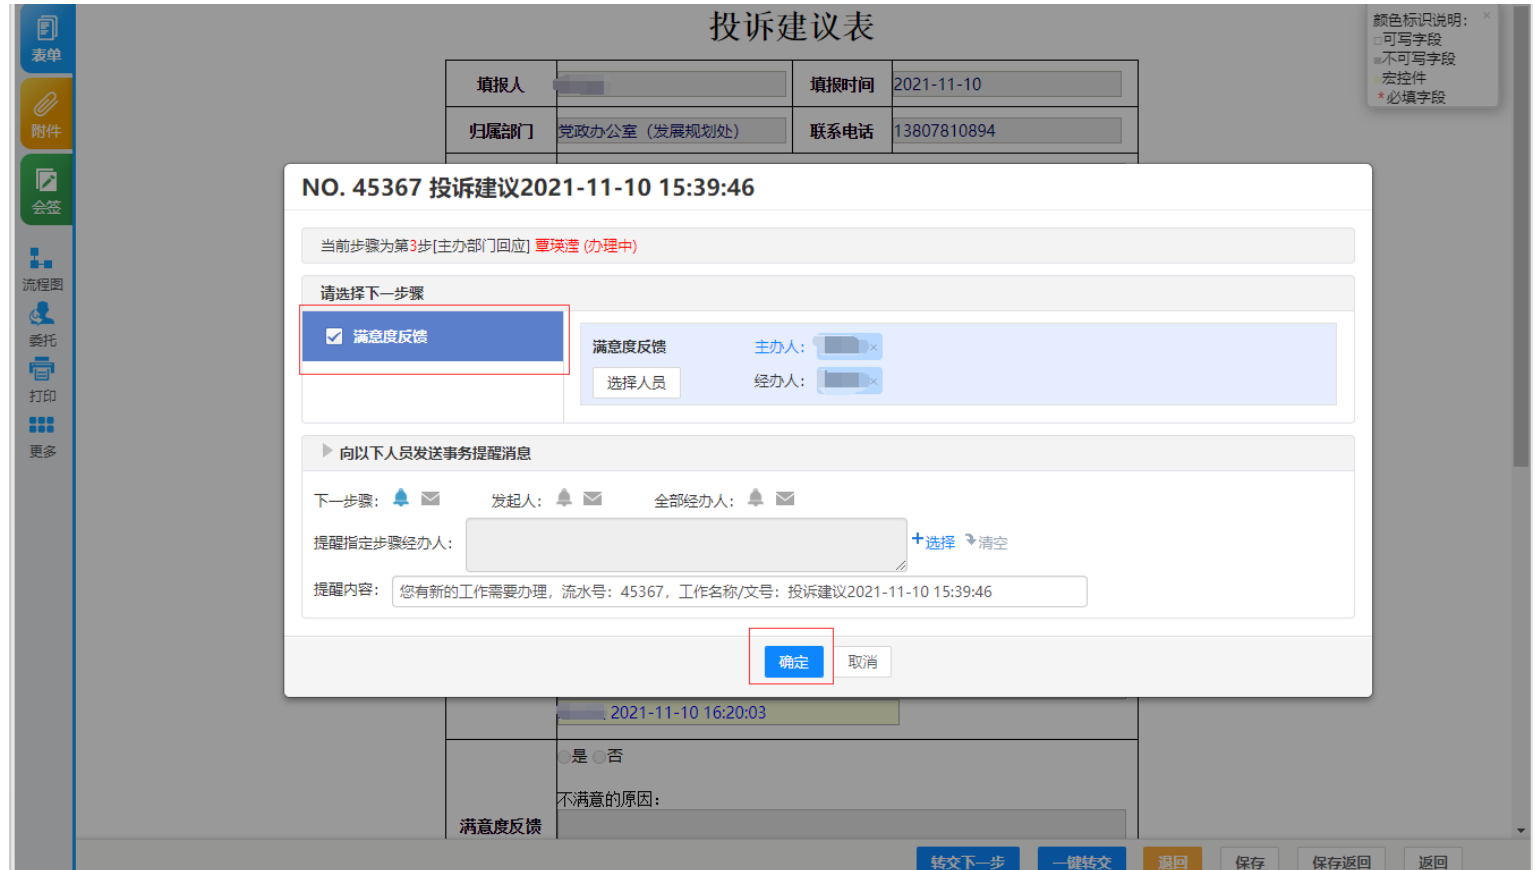 表单
附件
会签
流程图
委托
打印
更多
投诉建议表
颜色标识说明： ×
□可写字段
■不可写字段
宏控件
*必填字段
填报人 填报时间 2021-11-10
归属部门 党政办公室（发展规划处） 联系电话 13807810894
NO. 45367 投诉建议2021-11-10 15:39:46
当前步骤为第3步[主办部门回应] 覃瑛滢 (办理中)
请选择下一步骤
满意度反馈
满意度反馈 主办人： ×
选择人员 经办人： ×
向以下人员发送事务提醒消息
下一步骤： 发起人： 全部经办人：
提醒指定步骤经办人： +选择 清空
提醒内容： 您有新的工作需要办理，流水号：45367，工作名称/文号：投诉建议2021-11-10 15:39:46
确定 取消
2021-11-10 16:20:03
是 否
不满意的原因：
满意度反馈
转交下一步 一键转交 退回 保存 保存返回 返回